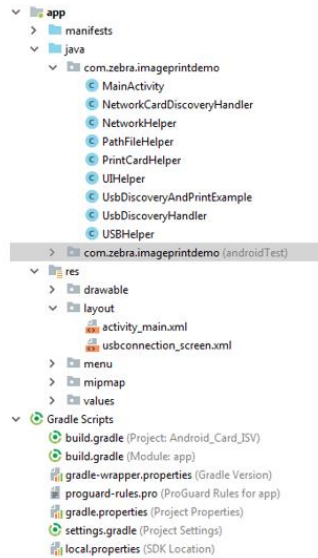 app
manifests
java
com.zebra.imageprintdemo
C MainActivity
C NetworkCardDiscoveryHandler
C NetworkHelper
C PathFileHelper
C PrintCardHelper
C UIHelper
C UsbDiscoveryAndPrintExample
C UsbDiscoveryHandler
C USBHelper
com.zebra.imageprintdemo (androidTest)
res
drawable
layout
activity_main.xml
usbconnection_screen.xml
menu
mipmap
values
Gradle Scripts
build.gradle (Project: Android_Card_ISV)
build.gradle (Module: app)
gradle-wrapper.properties (Gradle Version)
proguard-rules.pro (ProGuard Rules for app)
gradle.properties (Project Properties)
settings.gradle (Project Settings)
local.properties (SDK Location)